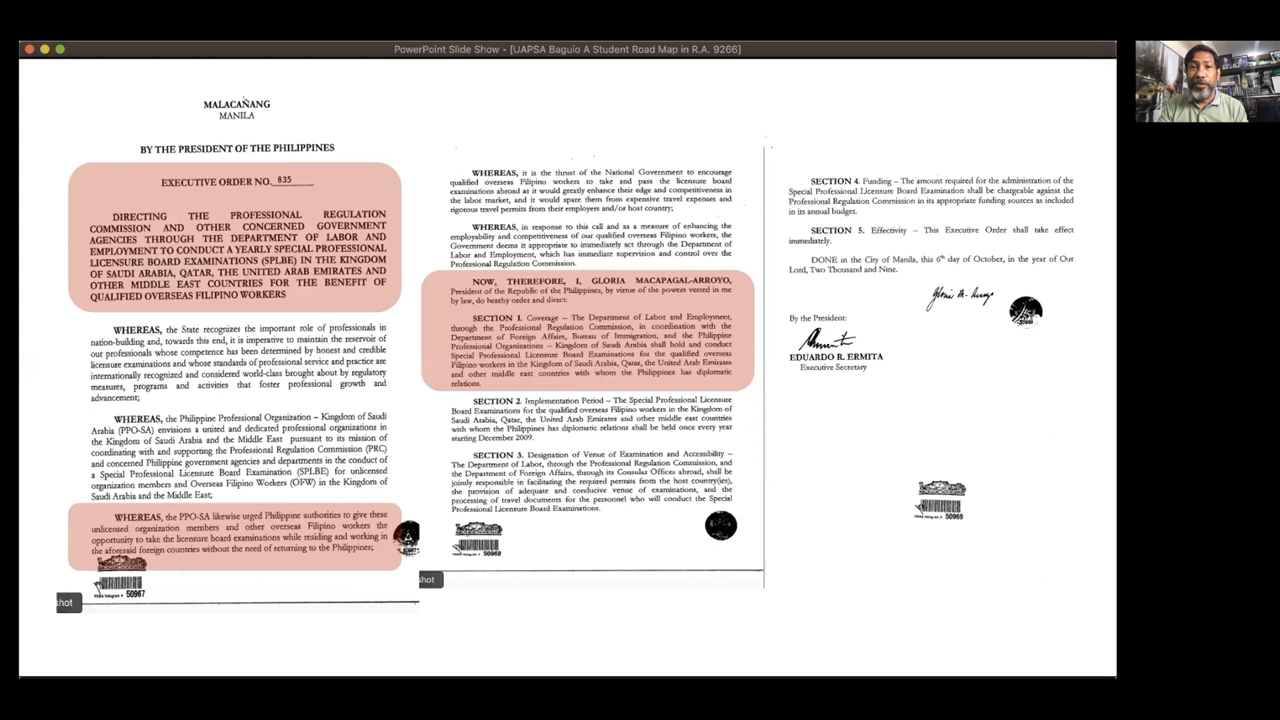 PowerPoint Slide Show - [UAPSA Baguio A Student Road Map in R.A. 9266]
MALACAÑANG
MANILA
BY THE PRESIDENT OF THE PHILIPPINES
EXECUTIVE ORDER NO. 835
DIRECTING THE PROFESSIONAL REGULATION
COMMISSION AND OTHER CONCERNED GOVERNMENT
AGENCIES THROUGH THE DEPARTMENT OF LABOR AND
EMPLOYMENT TO CONDUCT A YEARLY SPECIAL PROFESSIONAL
LICENSURE BOARD EXAMINATIONS (SPLBE) IN THE KINGDOM
OF SAUDI ARABIA, QATAR, THE UNITED ARAB EMIRATES AND
OTHER MIDDLE EAST COUNTRIES FOR THE BENEFIT OF
QUALIFIED OVERSEAS FILIPINO WORKERS
WHEREAS, the State recognizes the important role of professionals in
nation-building and, towards this end, it is imperative to maintain the reservoir of
our professionals whose competence has been determined by honest and credible
licensure examinations and whose standards of professional service and practice are
internationally recognized and considered world-class brought about by regulatory
measures, programs and activities that foster professional growth and
advancement;
WHEREAS, the Philippine Professional Organization – Kingdom of Saudi
Arabia (PPO-SA) envisions a united and dedicated professional organizations in
the Kingdom of Saudi Arabia and the Middle East pursuant to its mission of
coordinating with and supporting the Professional Regulation Commission (PRC)
and concerned Philippine government agencies and departments in the conduct of
a Special Professional Licensure Board Examination (SPLBE) for unlicensed
organization members and Overseas Filipino Workers (OFW) in the Kingdom of
Saudi Arabia and the Middle East;
WHEREAS, the PPO-SA likewise urged Philippine authorities to give these
unlicensed organization members and other overseas Filipino workers the
opportunity to take the licensure board examinations while residing and working in
the aforesaid foreign countries without the need of returning to the Philippines;
50967
shot
WHEREAS, it is the thrust of the National Government to encourage
qualified overseas Filipino workers to take and pass the licensure board
examinations abroad as it would greatly enhance their edge and competitiveness in
the labor market, and it would spare them from expensive travel expenses and
rigorous travel permits from their employers and/or host country;
WHEREAS, in response to this call and as a measure of enhancing the
employability and competitiveness of our qualified overseas Filipino workers, the
Government deems it appropriate to immediately act through the Department of
Labor and Employment, which has immediate supervision and control over the
Professional Regulation Commission.
NOW, THEREFORE, I, GLORIA MACAPAGAL-ARROYO,
President of the Republic of the Philippines, by virtue of the powers vested in me
by law, do hereby order and direct:
SECTION 1. Coverage – The Department of Labor and Employment,
through the Professional Regulation Commission, in coordination with the
Department of Foreign Affairs, Bureau of Immigration, and the Philippine
Professional Organizations – Kingdom of Saudi Arabia shall hold and conduct
Special Professional Licensure Board Examinations for the qualified overseas
Filipino workers in the Kingdom of Saudi Arabia, Qatar, the United Arab Emirates
and other middle east countries with whom the Philippines has diplomatic
relations.
SECTION 2. Implementation Period – The Special Professional Licensure
Board Examinations for the qualified overseas Filipino workers in the Kingdom of
Saudi Arabia, Qatar, the United Arab Emirates and other middle east countries
with whom the Philippines has diplomatic relations shall be held once every year
starting December 2009.
SECTION 3. Designation of Venue of Examination and Accessibility –
The Department of Labor, through the Professional Regulation Commission, and
the Department of Foreign Affairs, through its Consular Offices abroad, shall be
jointly responsible in facilitating the required permits from the host country(ies),
the provision of adequate and conducive venue of examinations, and the
processing of travel documents for the personnel who will conduct the Special
Professional Licensure Board Examinations.
50968
shot
SECTION 4. Funding – The amount required for the administration of the
Special Professional Licensure Board Examination shall be chargeable against the
Professional Regulation Commission in its appropriate funding sources as included
in its annual budget.
SECTION 5. Effectivity – This Executive Order shall take effect
immediately.
DONE in the City of Manila, this 6th day of October, in the year of Our
Lord, Two Thousand and Nine.
By the President:
EDUARDO R. ERMITA
Executive Secretary
50969